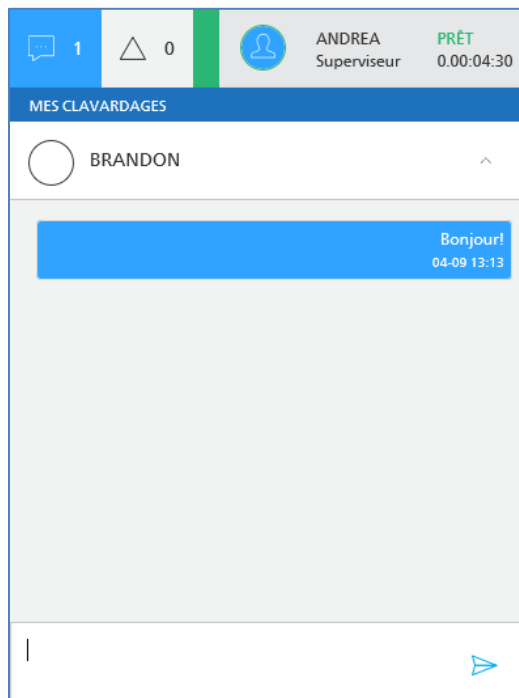 1
0
ANDREA PRÊT
Superviseur 0.00:04:30
MES CLAVARDAGES
BRANDON
Bonjour!
04-09 13:13